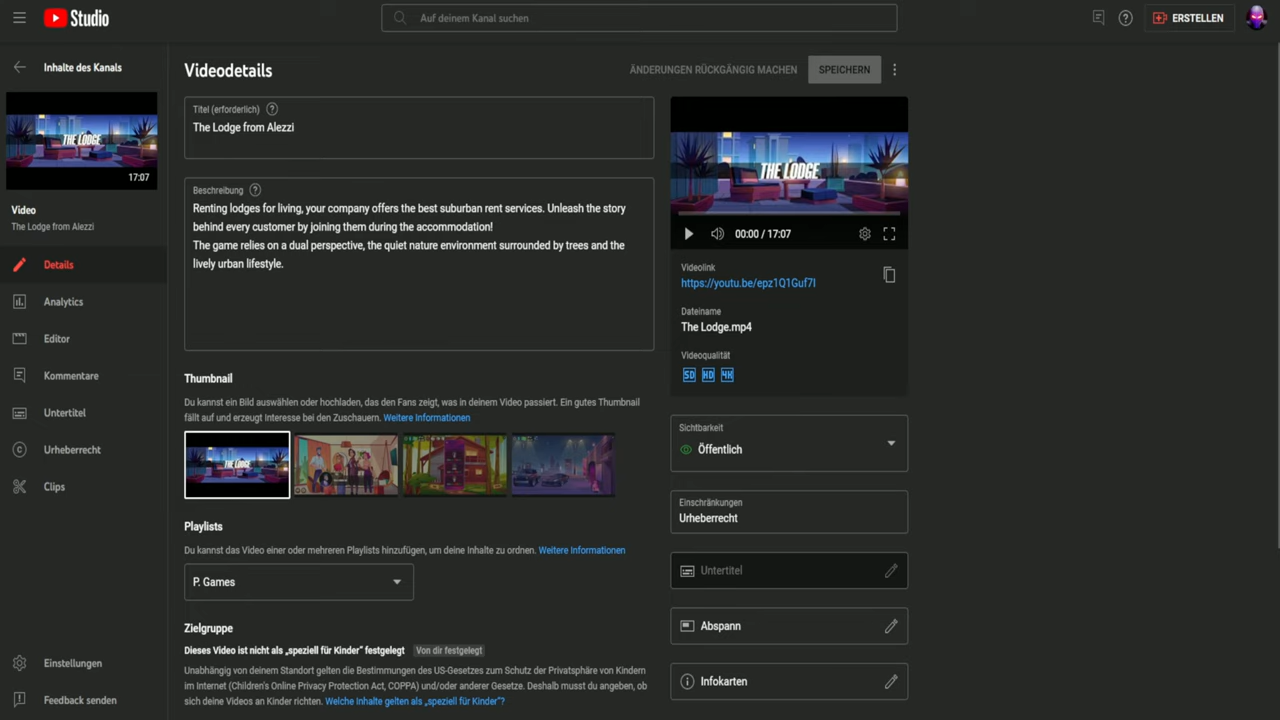 Studio
Auf deinem Kanal suchen
ERSTELLEN
Inhalte des Kanals
THE LODGE
17:07
Video
The Lodge from Alezzi
Details
Analytics
Editor
Kommentare
Untertitel
Urheberrecht
Clips
Einstellungen
Feedback senden
Videodetails
ÄNDERUNGEN RÜCKGÄNGIG MACHEN
SPEICHERN
Titel (erforderlich)
The Lodge from Alezzi
Beschreibung
Renting lodges for living, your company offers the best suburban rent services. Unleash the story
behind every customer by joining them during the accommodation!
The game relies on a dual perspective, the quiet nature environment surrounded by trees and the
lively urban lifestyle.
Thumbnail
Du kannst ein Bild auswählen oder hochladen, das den Fans zeigt, was in deinem Video passiert. Ein gutes Thumbnail
fällt auf und erzeugt Interesse bei den Zuschauern. Weitere Informationen
THE LODGE
Playlists
Du kannst das Video einer oder mehreren Playlists hinzufügen, um deine Inhalte zu ordnen. Weitere Informationen
P. Games
Zielgruppe
Dieses Video ist nicht als „speziell für Kinder“ festgelegt Von dir festgelegt
Unabhängig von deinem Standort gelten die Bestimmungen des US-Gesetzes zum Schutz der Privatsphäre von Kindern
im Internet (Children's Online Privacy Protection Act, COPPA) und/oder anderer Gesetze. Deshalb musst du angeben, ob
sich deine Videos an Kinder richten. Welche Inhalte gelten als „speziell für Kinder“?
THE LODGE
00:00 / 17:07
Videolink
https://youtu.be/epz1Q1Guf7I
Dateiname
The Lodge.mp4
Videoqualität
SD HD 4K
Sichtbarkeit
Öffentlich
Einschränkungen
Urheberrecht
Untertitel
Abspann
Infokarten